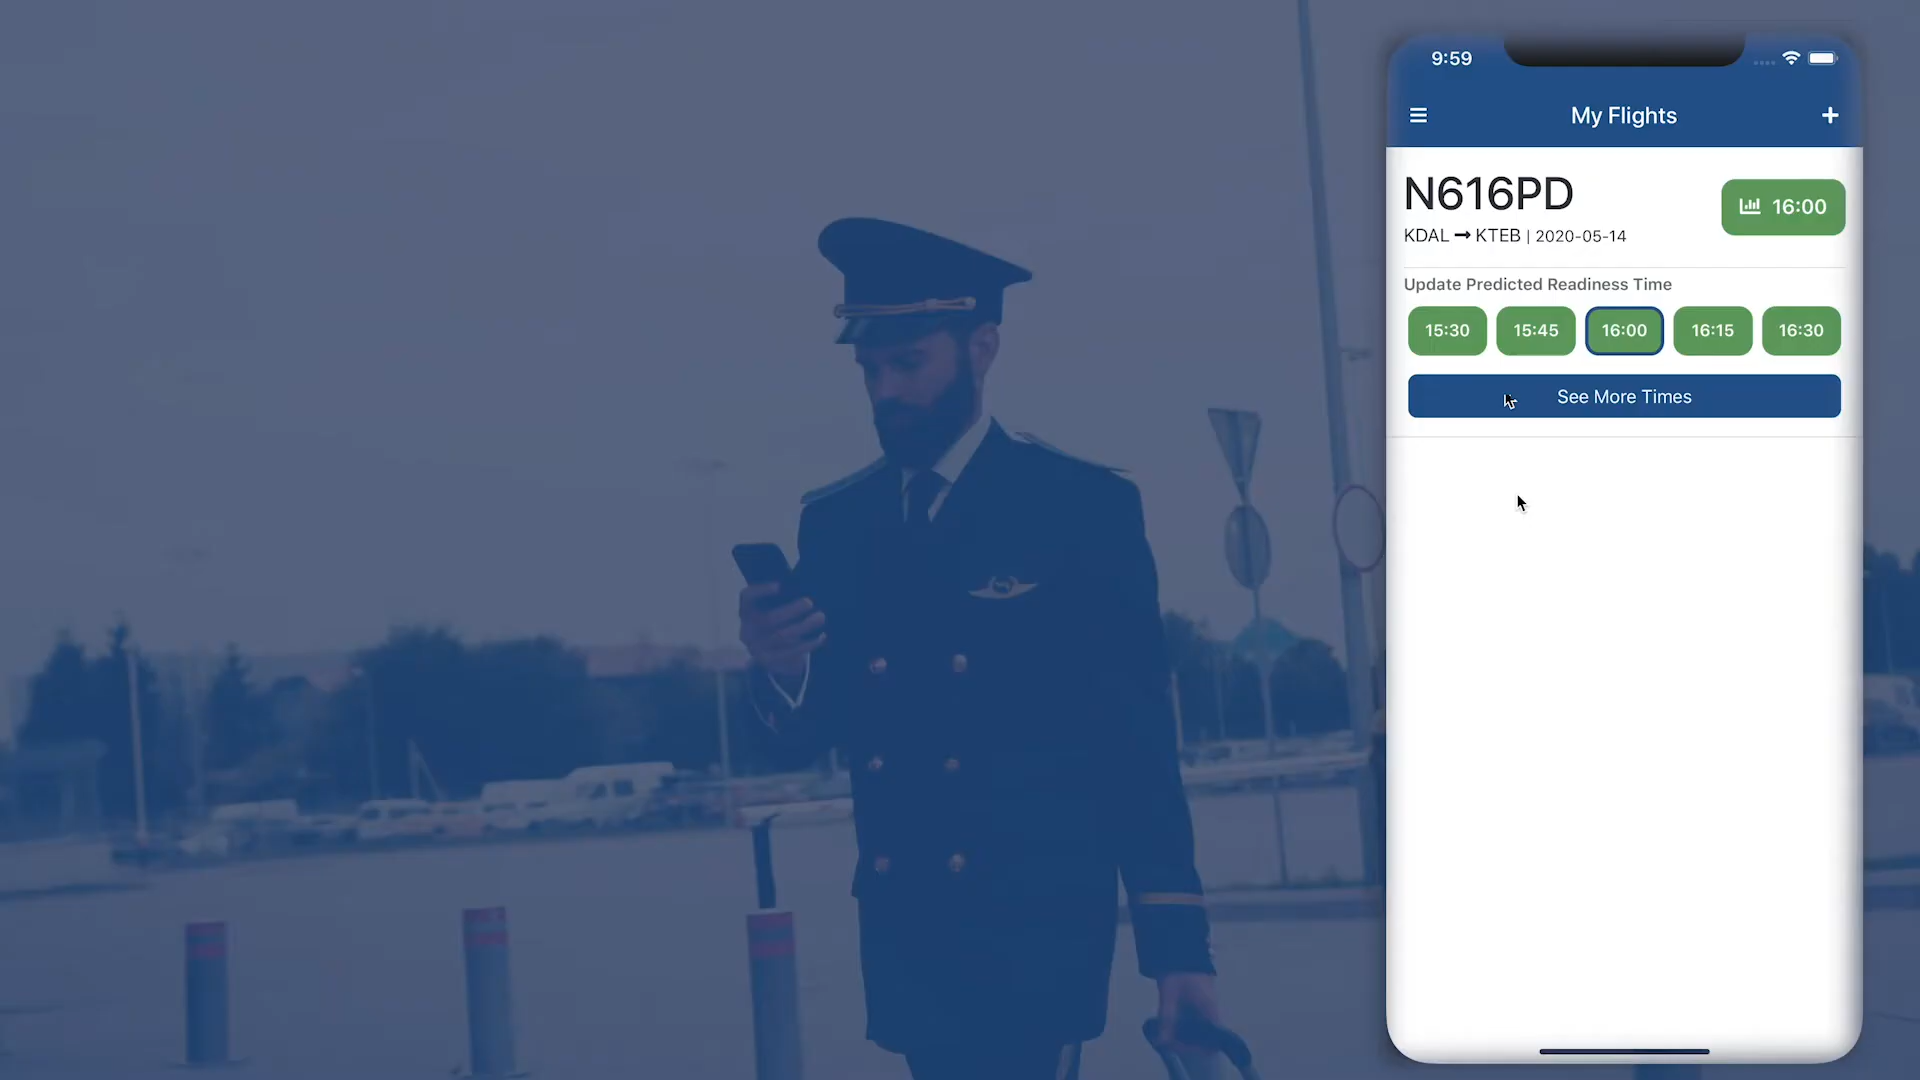 9:59
My Flights
N616PD
16:00
KDAL → KTEB | 2020-05-14
Update Predicted Readiness Time
15:30 15:45 16:00 16:15 16:30
See More Times